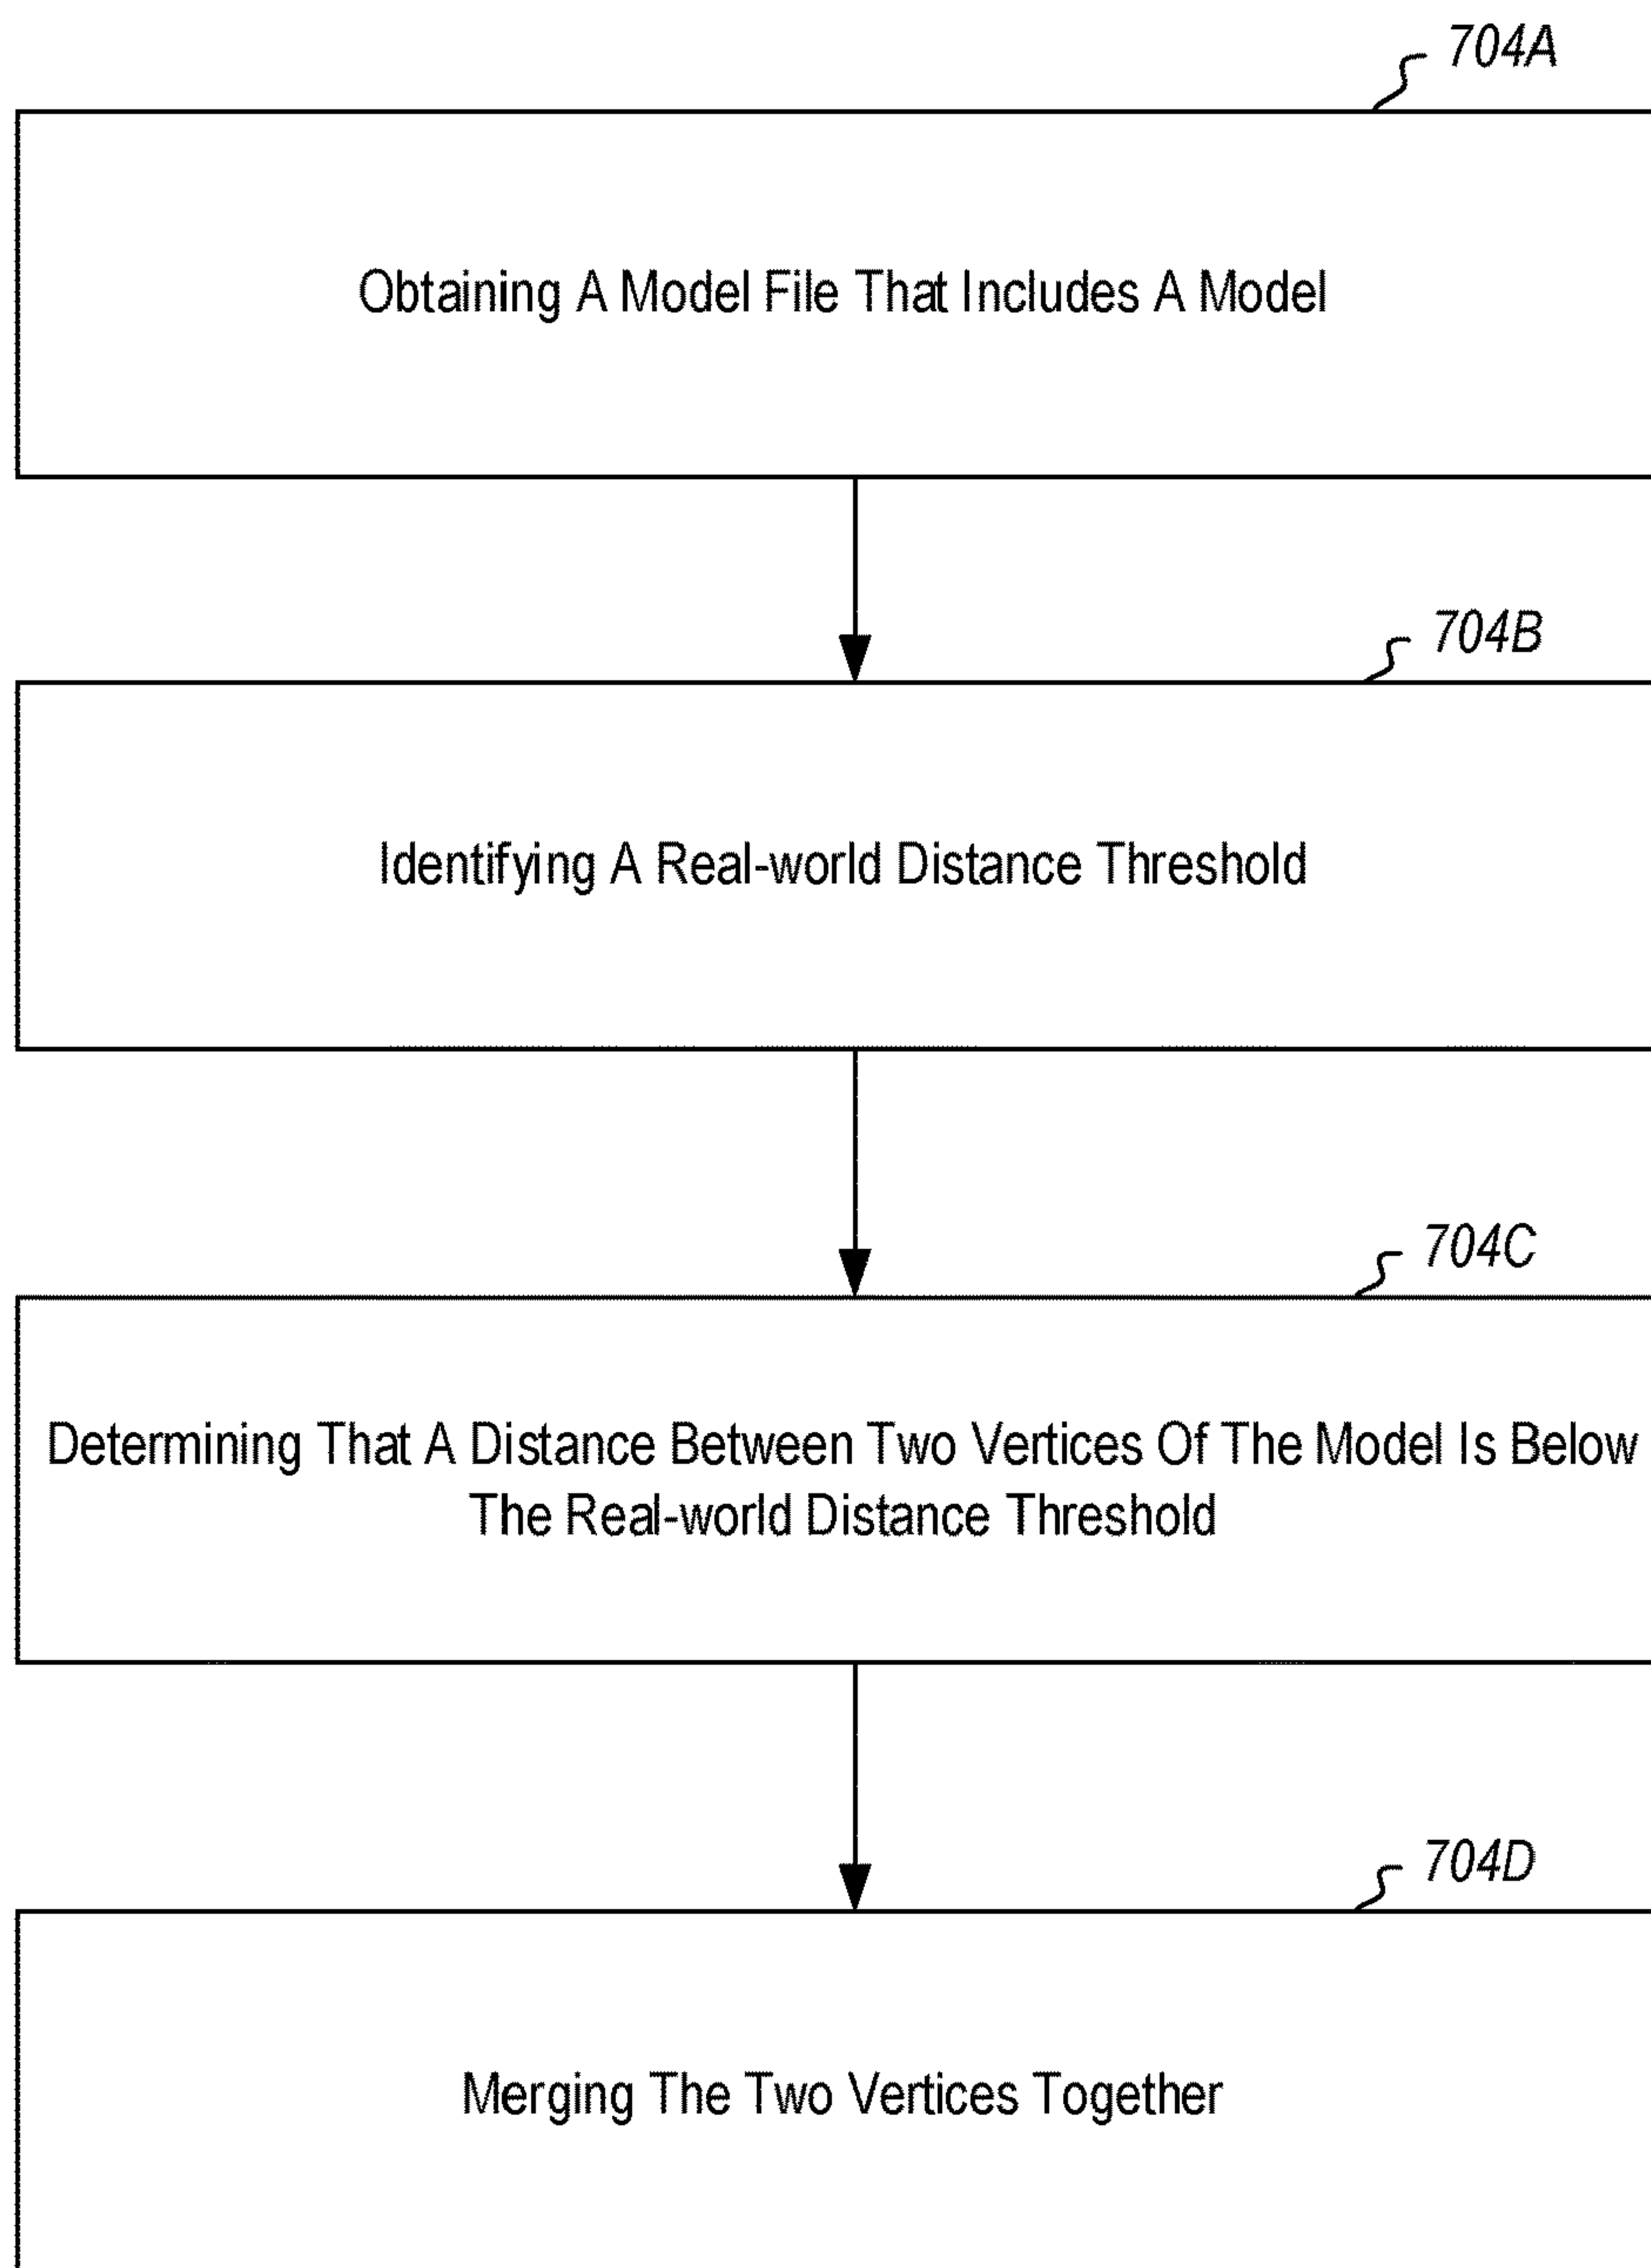 704A
Obtaining A Model File That Includes A Model
704B
Identifying A Real-world Distance Threshold
704C
Determining That A Distance Between Two Vertices Of The Model Is Below
The Real-world Distance Threshold
704D
Merging The Two Vertices Together